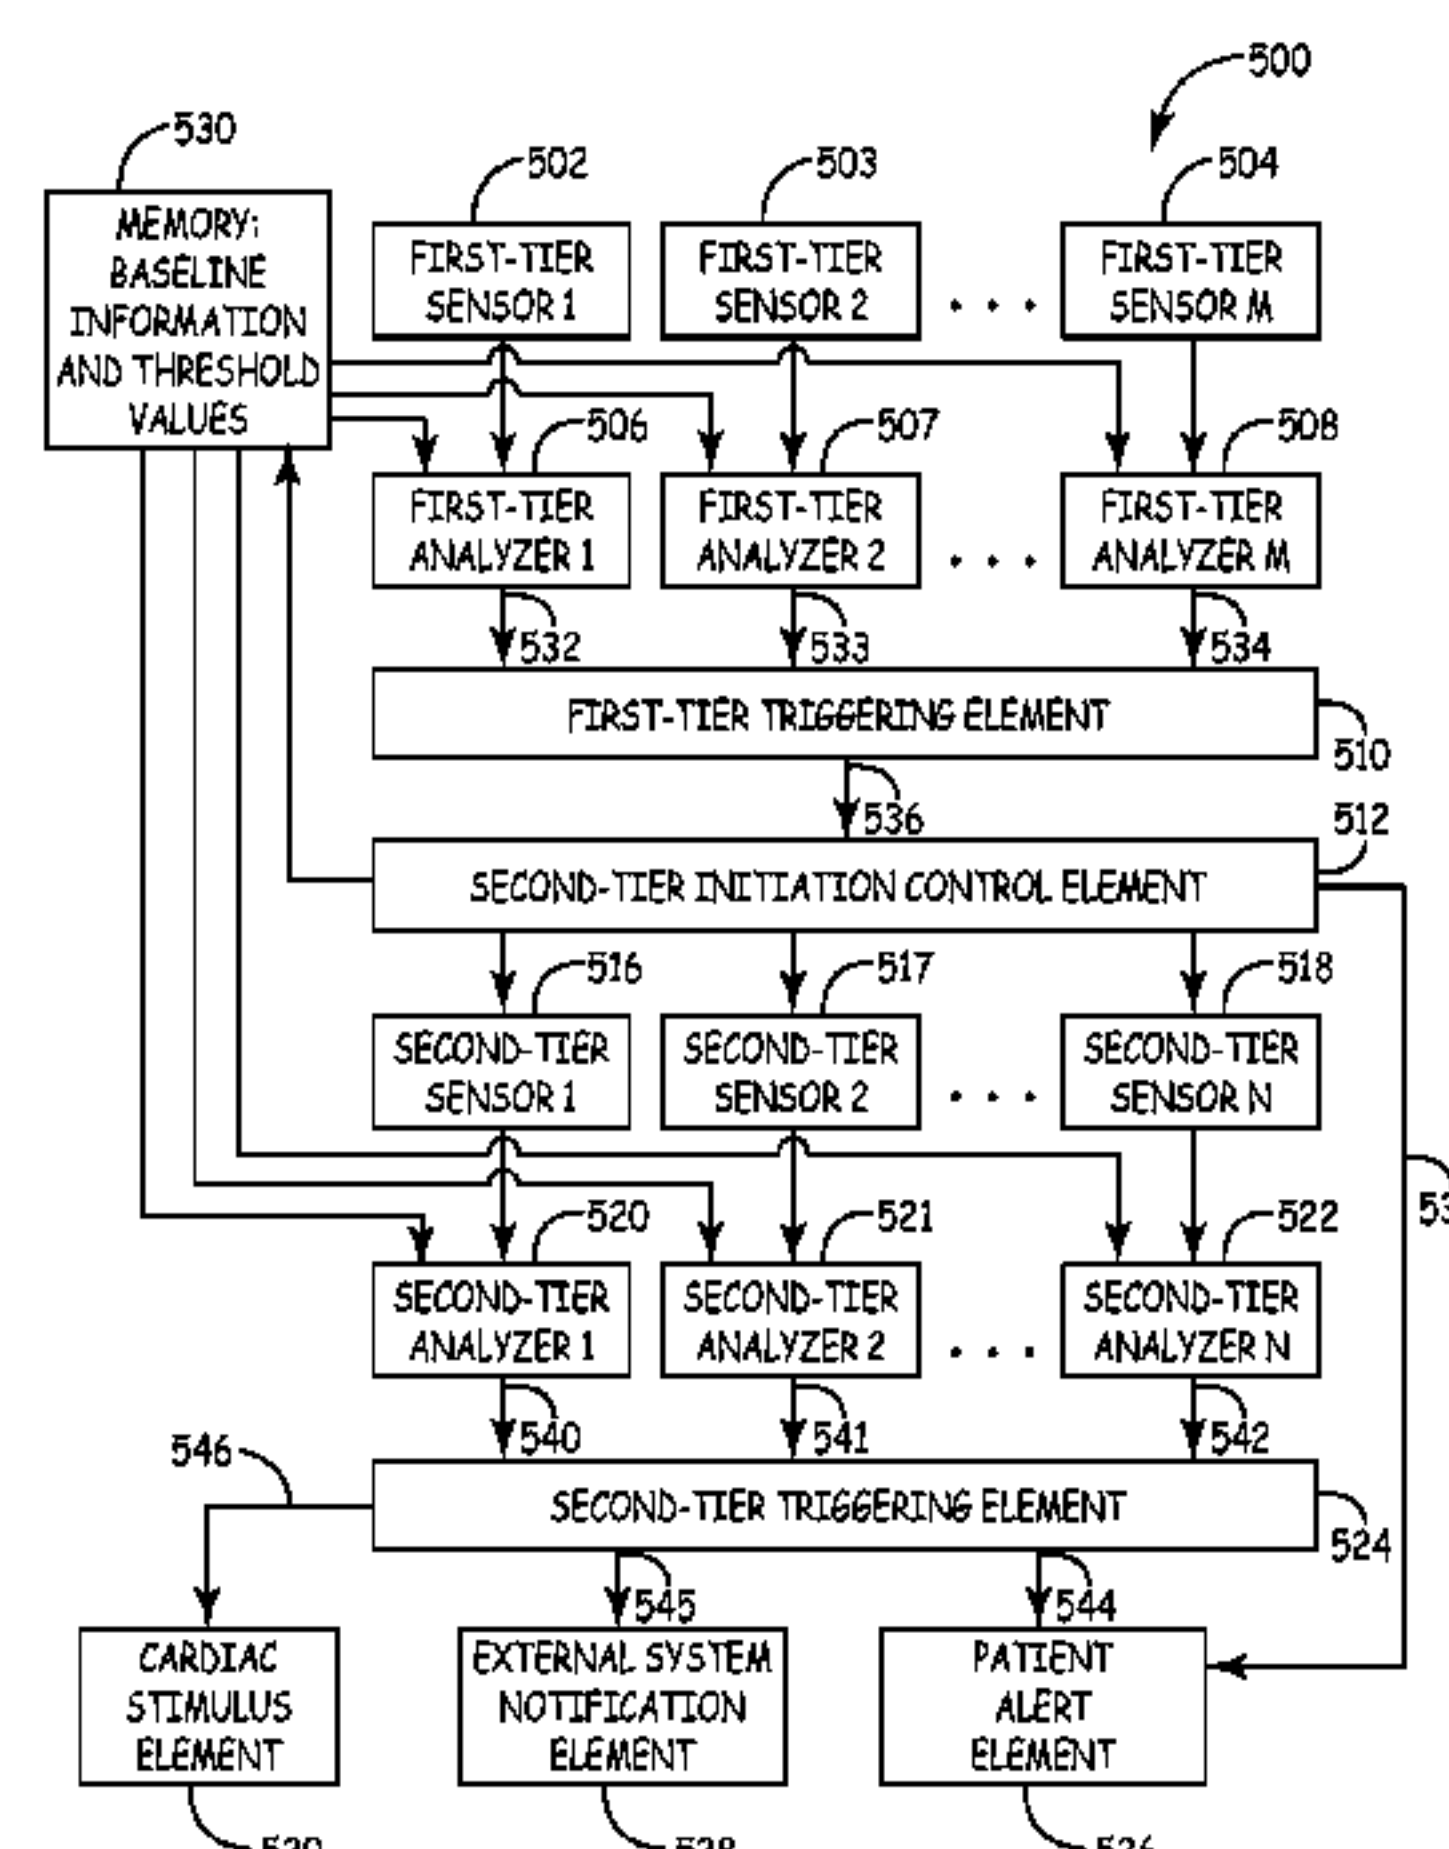 500
530
502
503
504
MEMORY:
BASELINE
INFORMATION
AND THRESHOLD
VALUES
FIRST-TIER
SENSOR 1
FIRST-TIER
SENSOR 2
. . .
FIRST-TIER
SENSOR M
506
507
508
FIRST-TIER
ANALYZER 1
FIRST-TIER
ANALYZER 2
. . .
FIRST-TIER
ANALYZER M
532
533
534
FIRST-TIER TRIGGERING ELEMENT
510
536
512
SECOND-TIER INITIATION CONTROL ELEMENT
516
517
518
SECOND-TIER
SENSOR 1
SECOND-TIER
SENSOR 2
. . .
SECOND-TIER
SENSOR N
520
521
522
SECOND-TIER
ANALYZER 1
SECOND-TIER
ANALYZER 2
. . .
SECOND-TIER
ANALYZER N
540
541
542
546
SECOND-TIER TRIGGERING ELEMENT
524
545
544
CARDIAC
STIMULUS
ELEMENT
EXTERNAL SYSTEM
NOTIFICATION
ELEMENT
PATIENT
ALERT
ELEMENT